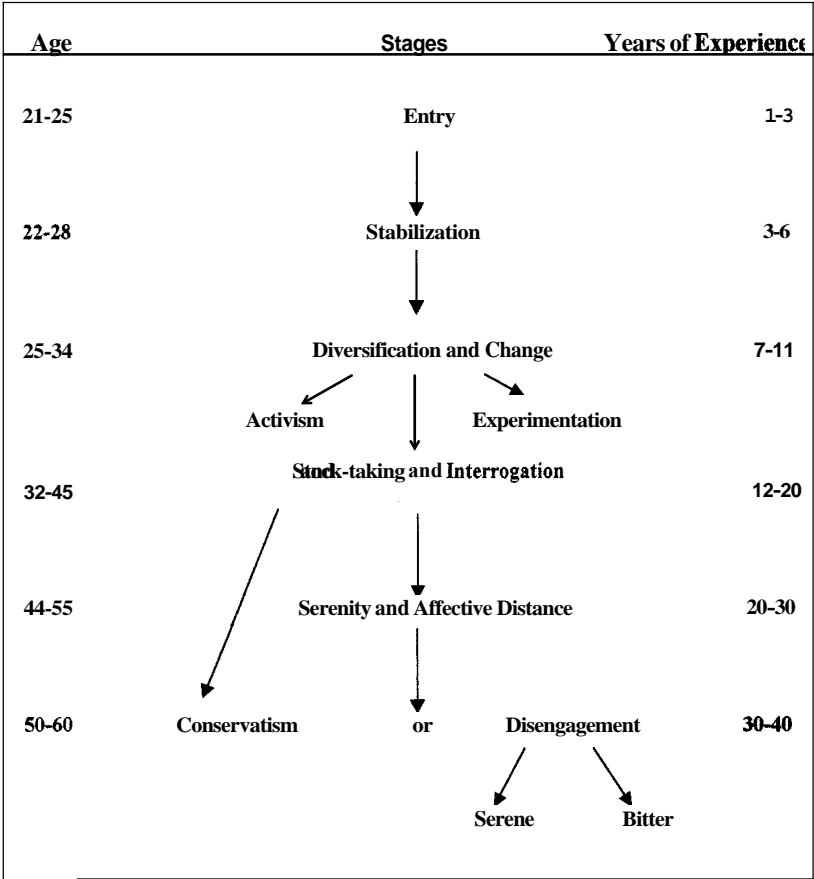 Age Stages Years of Experience
21-25 Entry 1-3
22-28 Stabilization 3-6
25-34 Diversification and Change 7-11
Activism Experimentation
-taking and Interrogation
32-45 12-20
44-55 Serenity and Affective Distance 20-30
50-60 Conservatism or Disengagement 30-40
Serene Bitter